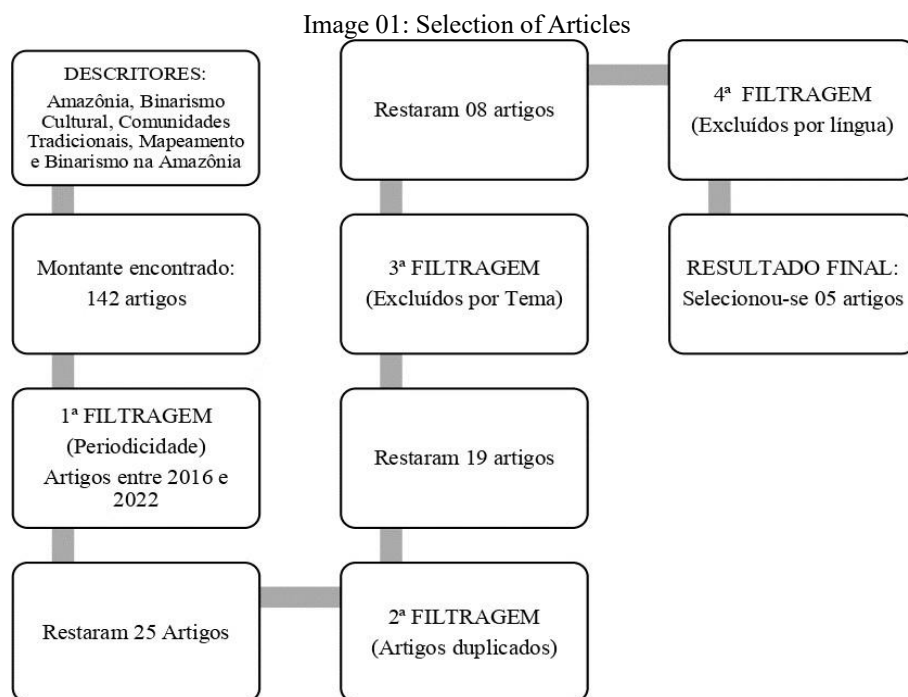 Image 01: Selection of Articles
DESCRITORES:
Amazônia, Binarismo
Cultural, Comunidades
Tradicionais, Mapeamento
e Binarismo na Amazônia
Montante encontrado:
142 artigos
1ª FILTRAGEM
(Periodicidade)
Artigos entre 2016 e
2022
Restaram 25 Artigos
2ª FILTRAGEM
(Artigos duplicados)
Restaram 19 artigos
3ª FILTRAGEM
(Excluídos por Tema)
Restaram 08 artigos
4ª FILTRAGEM
(Excluídos por língua)
RESULTADO FINAL:
Selecionou-se 05 artigos